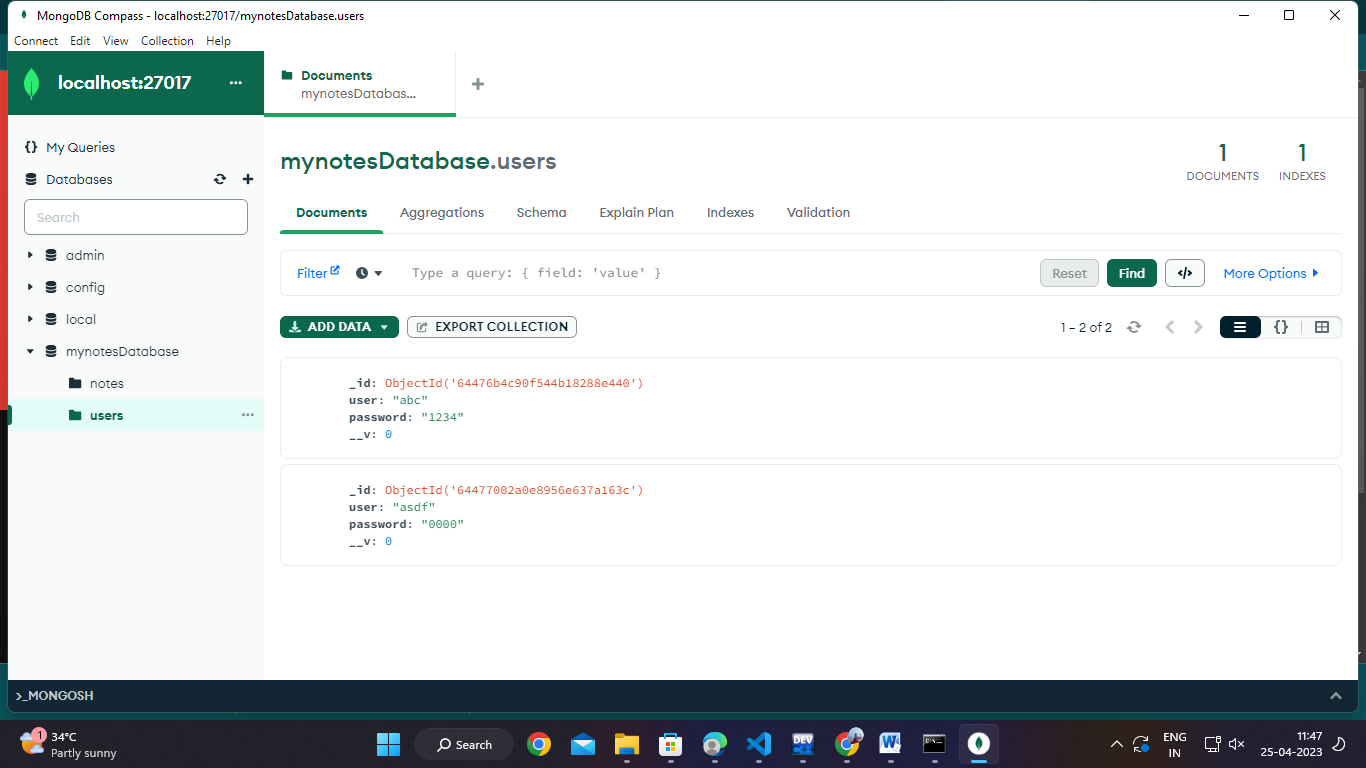 MongoDB Compass - localhost:27017/mynotesDatabase.users
Connect Edit View Collection Help
localhost:27017 ...
Documents
mynotesDatabas...
{} My Queries
Databases
Search
admin
config
local
mynotesDatabase
notes
users ...
mynotesDatabase.users
1
DOCUMENTS
1
INDEXES
Documents Aggregations Schema Explain Plan Indexes Validation
Filter Type a query: { field: 'value' } Reset Find </> More Options
ADD DATA EXPORT COLLECTION 1 – 2 of 2 {}
_id: ObjectId('64476b4c90f544b18288e440')
user: "abc"
password: "1234"
__v: 0
_id: ObjectId('64477002a0e8956e637a163c')
user: "asdf"
password: "0000"
__v: 0
>_MONGOSH
1
34°C
Partly sunny
Search
DEV
ENG
IN
11:47
25-04-2023